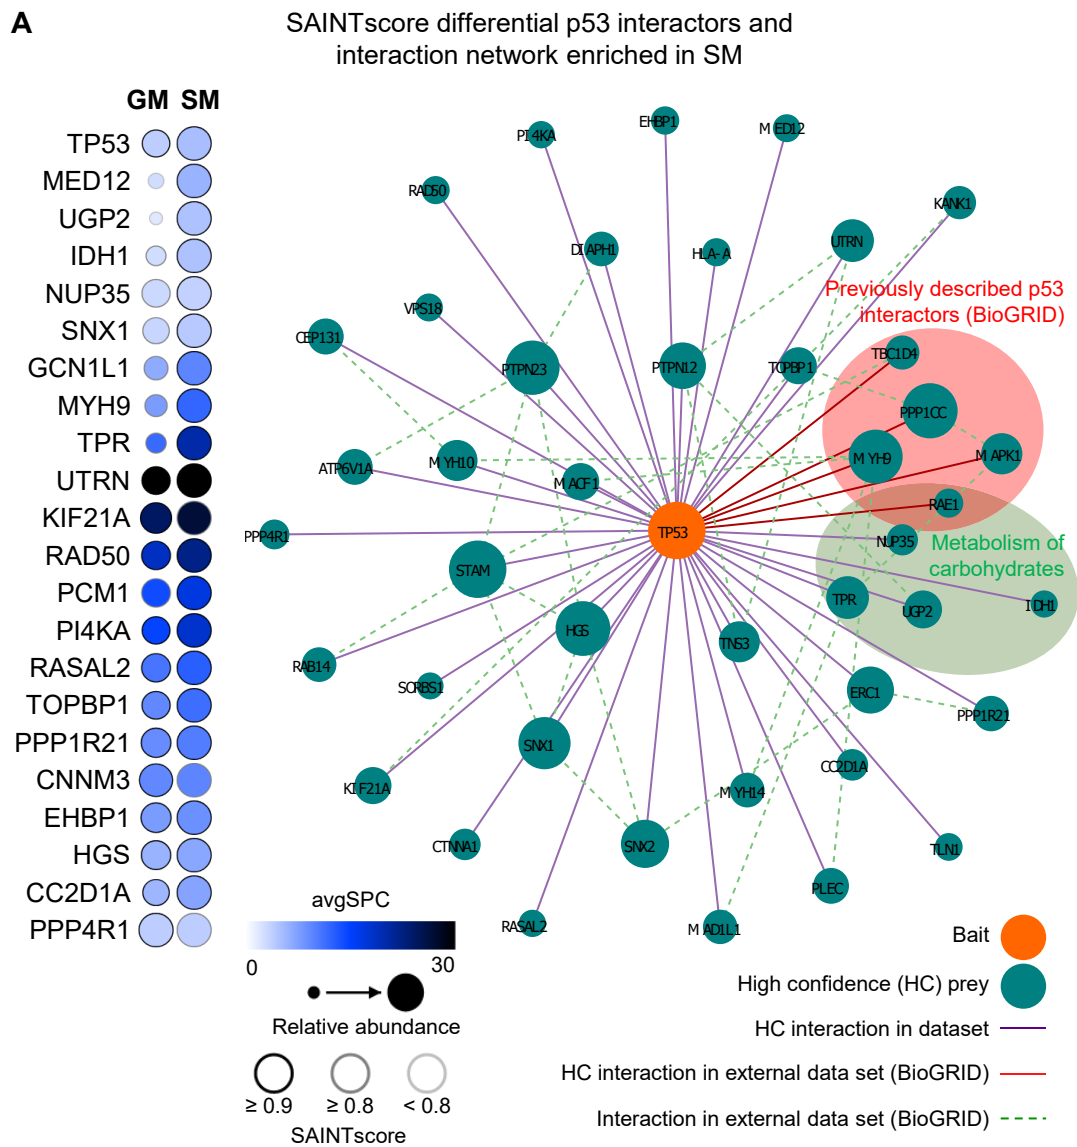 A
SAINTscore differential p53 interactors and
interaction network enriched in SM
GM SM
TP53
MED12
UGP2
IDH1
NUP35
SNX1
GCN1L1
MYH9
TPR
UTRN
KIF21A
RAD50
PCM1
PI4KA
RASAL2
TOPBP1
PPP1R21
CNNM3
EHBP1
HGS
CC2D1A
PPP4R1
EHBP1
MED12
PI4KA
RAD50
KANK1
UTRN
DIAPH1
HLA-A
Previously described p53
interactors (BioGRID)
VPS18
CEP131
TBC1D4
PTPN23
PTPN12
TOPBP1
PPP1CC
MYH9
MAPK1
ATP6V1A
MYH10
MACF1
RAE1
PPP4R1
TP53
NUP35
Metabolism of
carbohydrates
STAM
TPR
UGP2
IDH1
HGS
TNS3
RAB14
SORBS1
ERC1
PPP1R21
SNX1
CC2D1A
KIF21A
MYH14
CTNNA1
SNX2
TLN1
PLEC
RASAL2
MAD1L1
avgSPC
0
30
Relative abundance
≥ 0.9
≥ 0.8
< 0.8
SAINTscore
Bait
High confidence (HC) prey
HC interaction in dataset
HC interaction in external data set (BioGRID)
Interaction in external data set (BioGRID)